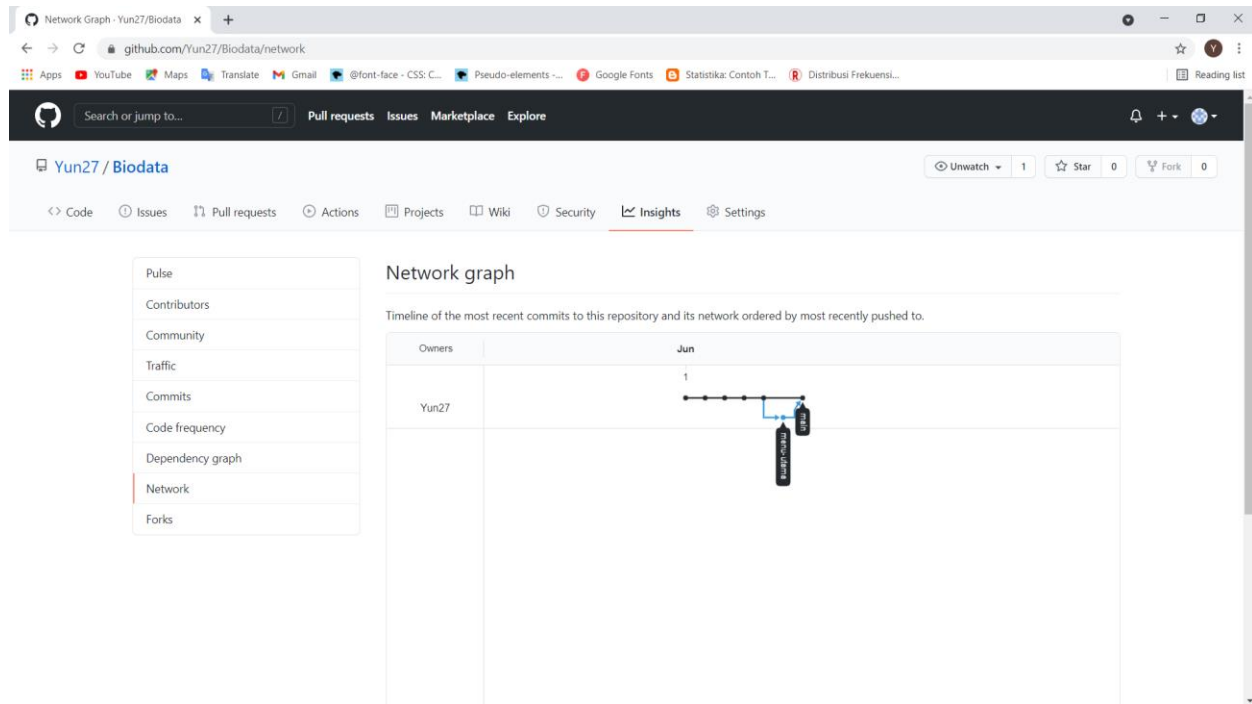 Network Graph · Yun27/Biodata
github.com/Yun27/Biodata/network
Y
Apps YouTube Maps Translate Gmail @font-face - CSS: C... Pseudo-elements -... Google Fonts Statistika: Contoh T... Distribusi Frekuensi... Reading list
Search or jump to... / Pull requests Issues Marketplace Explore
Yun27 / Biodata Unwatch 1 Star 0 Fork 0
Code Issues Pull requests Actions Projects Wiki Security Insights Settings
Pulse
Contributors
Community
Traffic
Commits
Code frequency
Dependency graph
Network
Forks
Network graph
Timeline of the most recent commits to this repository and its network ordered by most recently pushed to.
Owners Jun
1
Yun27
main
menu-utama